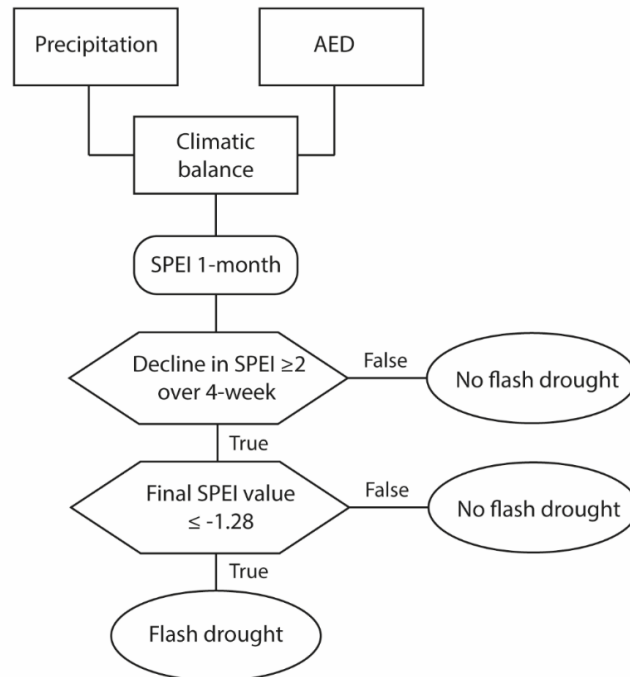 Precipitation
AED
Climatic
balance
SPEI 1-month
Decline in SPEI ≥2
over 4-week
False
No flash drought
True
Final SPEI value
≤ -1.28
False
No flash drought
True
Flash drought